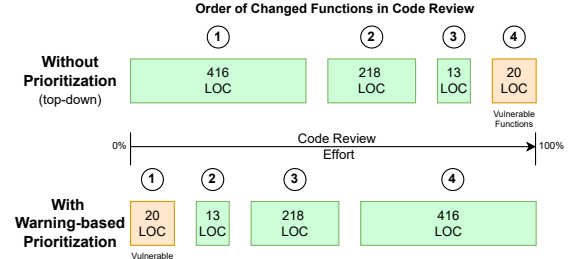 Order of Changed Functions in Code Review
1 2 3 4
Without
Prioritization
(top-down)
416
LOC
218
LOC
13
LOC
20
LOC
Vulnerable
Functions
0% Code Review 100%
Effort
1 2 3 4
With
Warning-based
Prioritization
20
LOC
13
LOC
218
LOC
416
LOC
Vulnerable